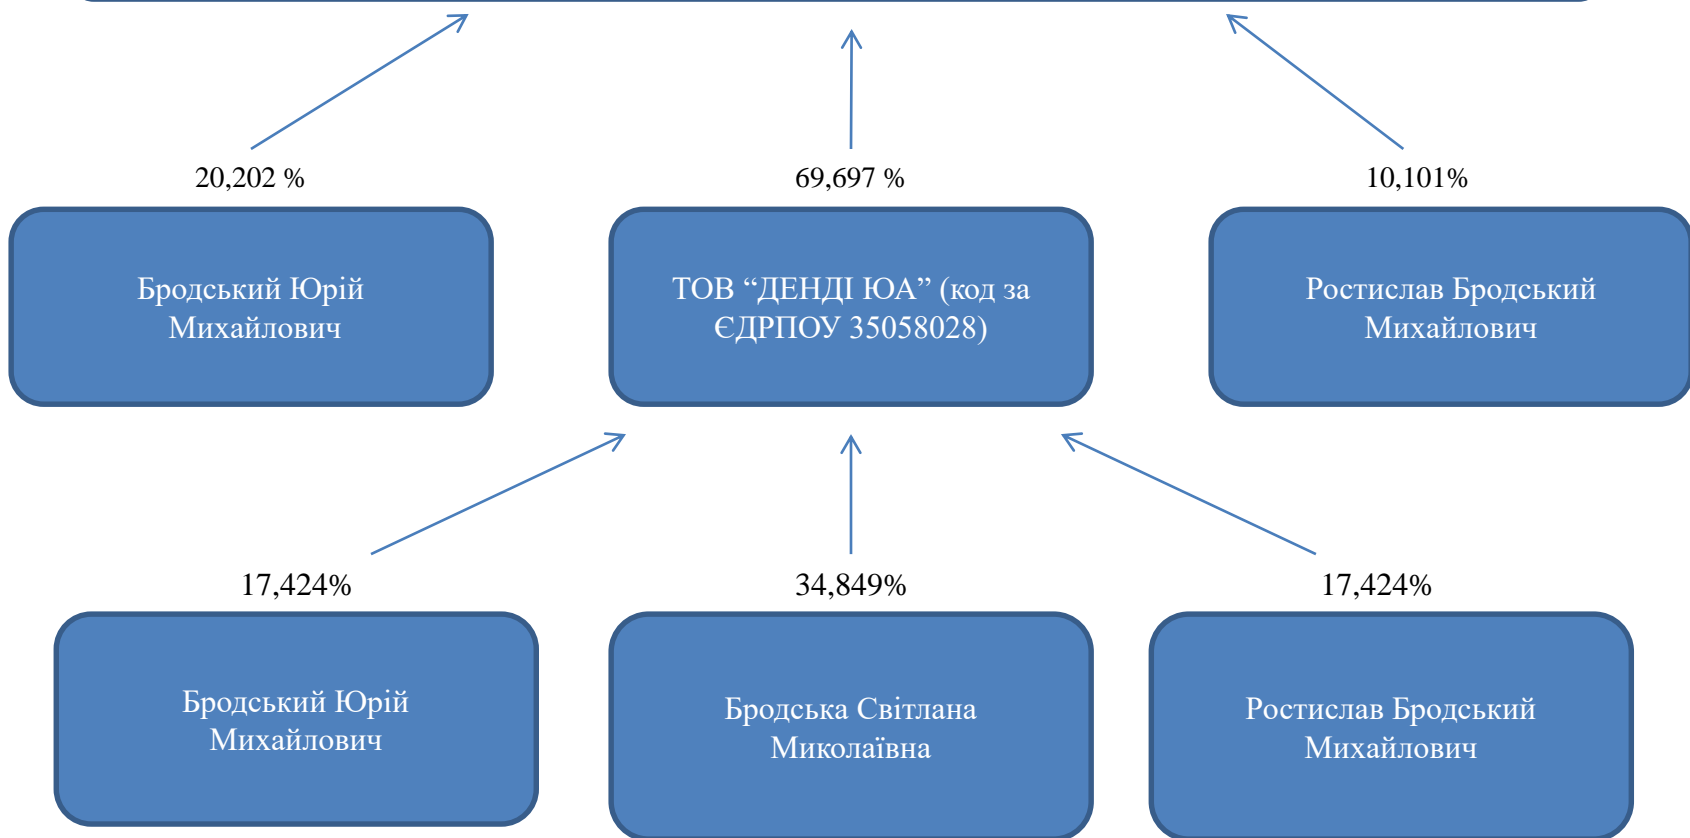 20,202 %
69,697 %
10,101%
Бродський Юрій
Михайлович
ТОВ “ДЕНДІ ЮА” (код за
ЄДРПОУ 35058028)
Ростислав Бродський
Михайлович
17,424%
34,849%
17,424%
Бродський Юрій
Михайлович
Бродська Світлана
Миколаївна
Ростислав Бродський
Михайлович